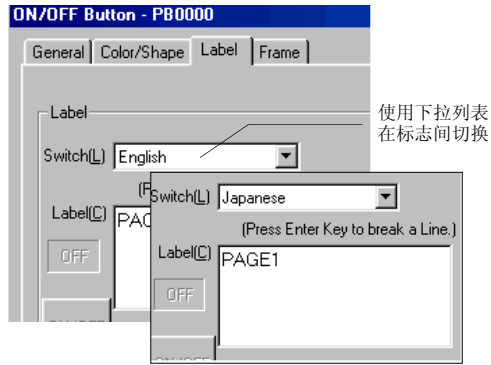 ON/OFF Button - PB0000
General Color/Shape Label Frame
Label
使用下拉列表
在标志间切换
Switch(L) English
Label(C)
OFF
Switch(L) Japanese
(Press Enter Key to break a Line.)
Label(C) PAGE1
OFF